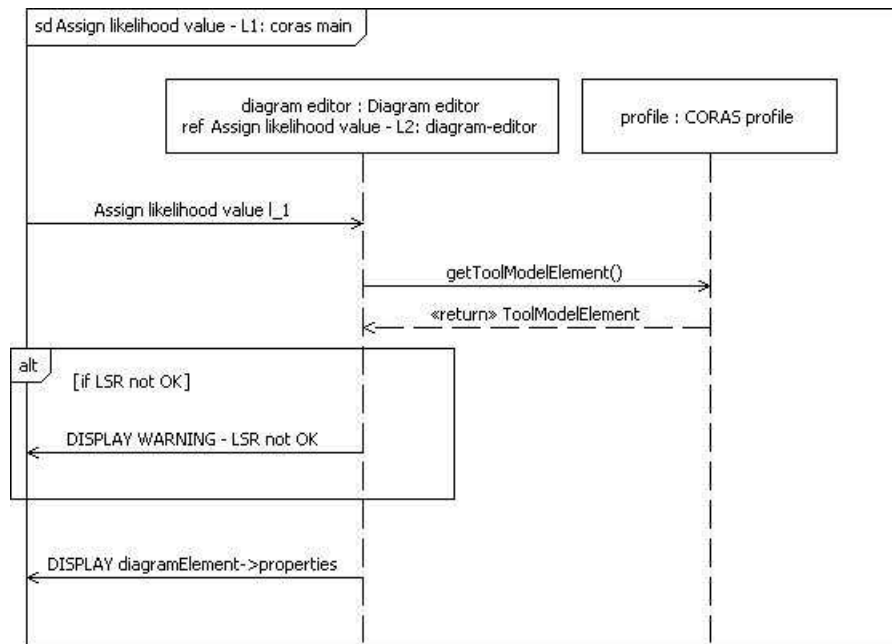 sd Assign likelihood value - L1: coras main
diagram editor : Diagram editor
ref Assign likelihood value - L2: diagram-editor
profile : CORAS profile
Assign likelihood value l_1
getToolModelElement()
«return» ToolModelElement
alt
[if LSR not OK]
DISPLAY WARNING - LSR not OK
DISPLAY diagramElement->properties